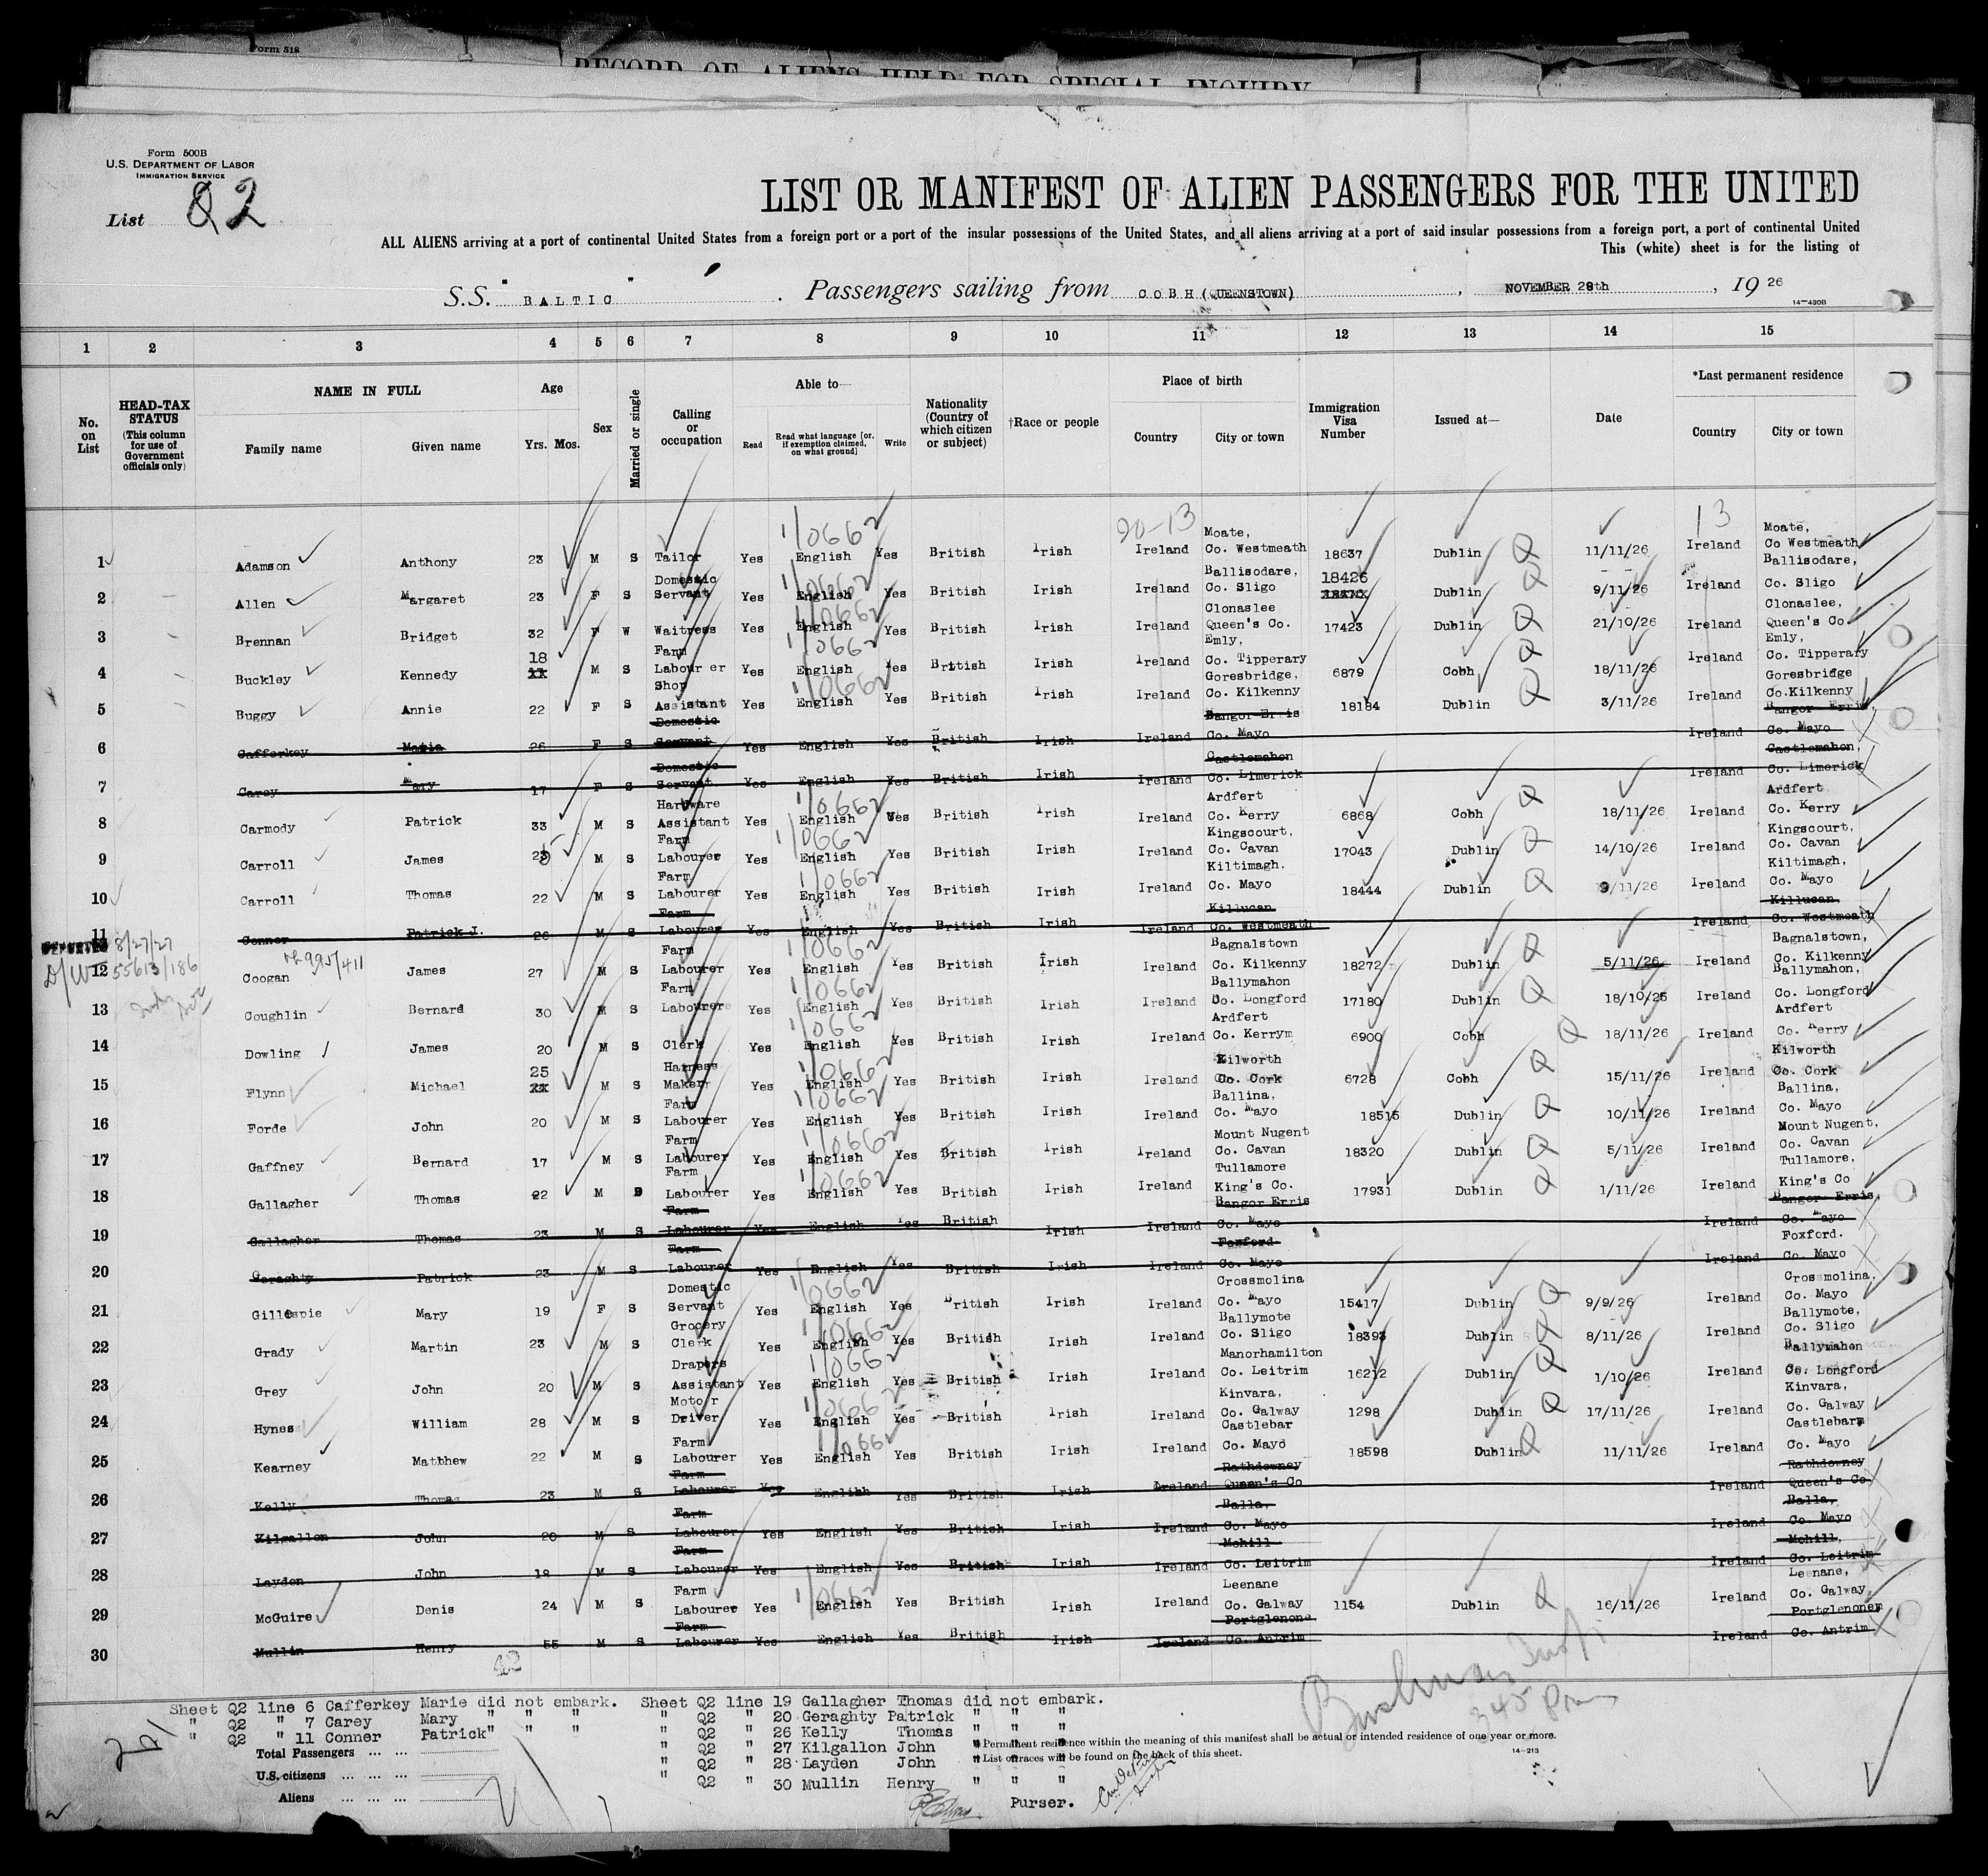 Form 518
RECORD OF ALIENS HELD FOR SPECIAL INQUIRY
Form 500B
U.S. DEPARTMENT OF LABOR
IMMIGRATION SERVICE
List Q2
LIST OR MANIFEST OF ALIEN PASSENGERS FOR THE UNITED
ALL ALIENS arriving at a port of continental United States from a foreign port or a port of the insular possessions of the United States, and all aliens arriving at a port of said insular possessions from a foreign port, a port of continental United
This (white) sheet is for the listing of
S.S. "BALTIC" Passengers sailing from COBH (QUEENSTOWN), NOVEMBER 29th, 1926
14-430B
1 2 3 4 5 6 7 8 9 10 11 12 13 14 15
No. on List
HEAD-TAX STATUS (This column for use of Government officials only)
NAME IN FULL
Family name Given name
Age Yrs. Mos.
Sex
Married or single
Calling or occupation
Able to—
Read Read what language [or, if exemption claimed, on what ground] Write
Nationality (Country of which citizen or subject)
†Race or people
Place of birth
Country City or town
Immigration Visa Number
Issued at—
Date
*Last permanent residence
Country City or town
90-13 13
1 Adamson Anthony 23 M S Tailor Yes English Yes British Irish Ireland Moate, Co. Westmeath 18637 Dublin 11/11/26 Ireland Moate, Co Westmeath
2 Allen Margaret 23 F S Domestic Servant Yes English Yes British Irish Ireland Ballisodare, Co. Sligo 18426 Dublin 9/11/26 Ireland Ballisodare, Co. Sligo
3 Brennan Bridget 32 F W Waitress Yes English Yes British Irish Ireland Clonaslee Queen's Co. 17423 Dublin 21/10/26 Ireland Clonaslee, Queen's Co
4 Buckley Kennedy 18 M S Farm Labourer Yes English Yes British Irish Ireland Emly, Co. Tipperary 6879 Cobh 18/11/26 Ireland Emly, Co. Tipperary
5 Buggy Annie 22 F S Shop Assistant Yes English Yes British Irish Ireland Goresbridge, Co. Kilkenny 18184 Dublin 3/11/26 Ireland Goresbridge Co.Kilkenny
6 Cafferkey Maria 26 F S Domestic Servant Yes English Yes British Irish Ireland Bangor Erris Co. Mayo Ireland Bangor Erris, Co. Mayo
7 Carey Mary 17 F S Domestic Servant Yes English Yes British Irish Ireland Castlemahon Co. Limerick Ireland Castlemahon, Co. Limerick
8 Carmody Patrick 33 M S Hardware Assistant Yes English Yes British Irish Ireland Ardfert Co. Kerry 6868 Cobh 18/11/26 Ireland Ardfert Co. Kerry
9 Carroll James 25 M S Farm Labourer Yes English Yes British Irish Ireland Kingscourt, Co. Cavan 17043 Dublin 14/10/26 Ireland Kingscourt, Co. Cavan
10 Carroll Thomas 22 M S Farm Labourer Yes English Yes British Irish Ireland Kiltimagh, Co. Mayo 18444 Dublin 9/11/26 Ireland Kiltimagh, Co. Mayo
11 Conner Patrick J. 26 M S Farm Labourer Yes English Yes British Irish Ireland Killucan Co. Westmeath Ireland Killucan Co. Westmeath
8/27/27
55613/186
12 Coogan James 27 M S Farm Labourer Yes English Yes British Irish Ireland Bagnalstown Co. Kilkenny 18272 Dublin 5/11/26 Ireland Bagnalstown, Co. Kilkenny
13 Coughlin Bernard 30 M S Farm Labourer Yes English Yes British Irish Ireland Ballymahon Co. Longford 17180 Dublin 18/10/26 Ireland Ballymahon, Co. Longford
14 Dowling James 20 M S Clerk Yes English Yes British Irish Ireland Ardfert Co. Kerrym 6900 Cobh 18/11/26 Ireland Ardfert Co. Kerry
15 Flynn Michael 25 M S Harness Maker Yes English Yes British Irish Ireland Kilworth Co. Cork 6728 Cobh 15/11/26 Ireland Kilworth Co. Cork
16 Forde John 20 M S Farm Labourer Yes English Yes British Irish Ireland Ballina, Co. Mayo 18515 Dublin 10/11/26 Ireland Ballina, Co. Mayo
17 Gaffney Bernard 17 M S Farm Labourer Yes English Yes British Irish Ireland Mount Nugent Co. Cavan 18320 Dublin 5/11/26 Ireland Mount Nugent, Co. Cavan
18 Gallagher Thomas 22 M S Farm Labourer Yes English Yes British Irish Ireland Tullamore King's Co. 17931 Dublin 1/11/26 Ireland Tullamore, King's Co
19 Gallagher Thomas 23 M S Farm Labourer Yes English Yes British Irish Ireland Bangor Erris Co. Mayo Ireland Bangor Erris, Co. Mayo
20 Geraghty Patrick 23 M S Farm Labourer Yes English Yes British Irish Ireland Foxford Co. Mayo Ireland Foxford. Co. Mayo
21 Gillespie Mary 19 F S Domestic Servant Yes English Yes British Irish Ireland Crossmolina Co. Mayo 15417 Dublin 9/9/26 Ireland Crossmolina, Co. Mayo
22 Grady Martin 23 M S Grocery Clerk Yes English Yes British Irish Ireland Ballymote Co. Sligo 18393 Dublin 8/11/26 Ireland Ballymote, Co. Sligo
23 Grey John 20 M S Drapers Assistant Yes English Yes British Irish Ireland Manorhamilton Co. Leitrim 16212 Dublin 1/10/26 Ireland Ballymahon Co. Longford
24 Hynes William 28 M S Motor Driver Yes English Yes British Irish Ireland Kinvara, Co. Galway 1298 Dublin 17/11/26 Ireland Kinvara, Co. Galway
25 Kearney Matthew 22 M S Farm Labourer Yes English Yes British Irish Ireland Castlebar Co. Mayo 18598 Dublin 11/11/26 Ireland Castlebar Co. Mayo
26 Kelly Thomas 23 M S Farm Labourer Yes English Yes British Irish Ireland Rathdowney Queen's Co Ireland Rathdowney Queen's Co
27 Kilgallon John 20 M S Farm Labourer Yes English Yes British Irish Ireland Balla, Co. Mayo Ireland Balla, Co. Mayo
28 Layden John 18 M S Farm Labourer Yes English Yes British Irish Ireland Mohill Co. Leitrim Ireland Mohill, Co. Leitrim
29 McGuire Denis 24 M S Farm Labourer Yes English Yes British Irish Ireland Leenane Co. Galway 1154 Dublin 16/11/26 Ireland Leenane, Co. Galway
30 Mullin Henry 55 M S Farm Labourer Yes English Yes British Irish Ireland Portglenone Co. Antrim Ireland Portglenone Co. Antrim
Sheet Q2 line 6 Cafferkey Marie did not embark. Sheet Q2 line 19 Gallagher Thomas did not embark.
" Q2 " 7 Carey Mary " " " " Q2 " 20 Geraghty Patrick " " "
" Q2 " 11 Conner Patrick" " " " Q2 " 26 Kelly Thomas " " "
" Q2 " 27 Kilgallon John " " "
" Q2 " 28 Layden John " " "
" Q2 " 30 Mullin Henry " " "
Total Passengers
U.S. citizens
Aliens
*Permanent residence within the meaning of this manifest shall be actual or intended residence of one year or more.
†List of races will be found on the back of this sheet.
14-213
Purser.